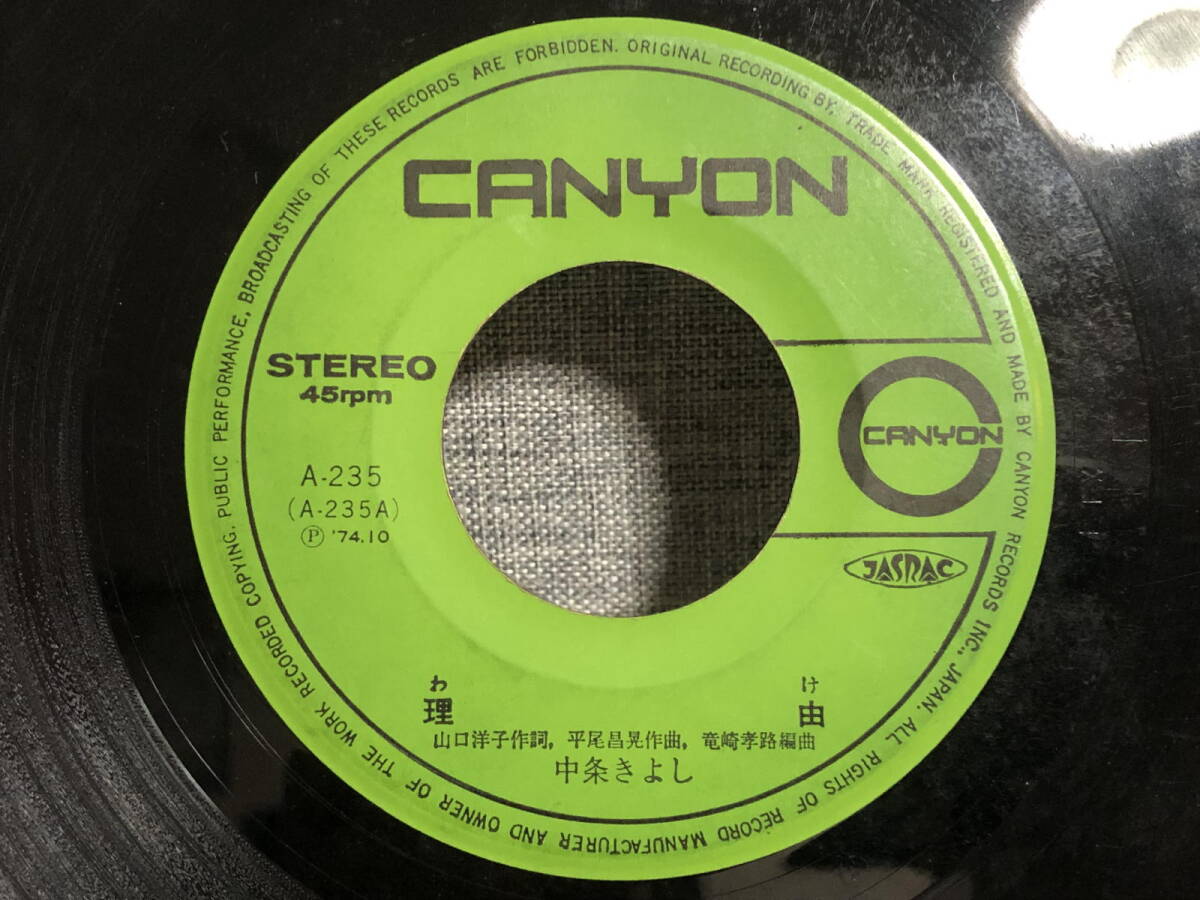 PUBLIC PERFORMANCE, BROADCASTING OF THESE RECORDS ARE FORBIDDEN. ORIGINAL RECORDING BY, TRADE MARK REGISTERED AND MADE BY CANYON RECORDS INC., JAPAN. ALL RIGHTS OF RECORD MANUFACTURER AND OWNER OF THE WORK RECORDED COPYING.
CANYON
STEREO
45rpm
CANYON
A-235
(A-235A)
Ⓟ '74.10
JASRAC
わ け
理 由
山口洋子作詞, 平尾昌晃作曲, 竜崎孝路編曲
中条きよし